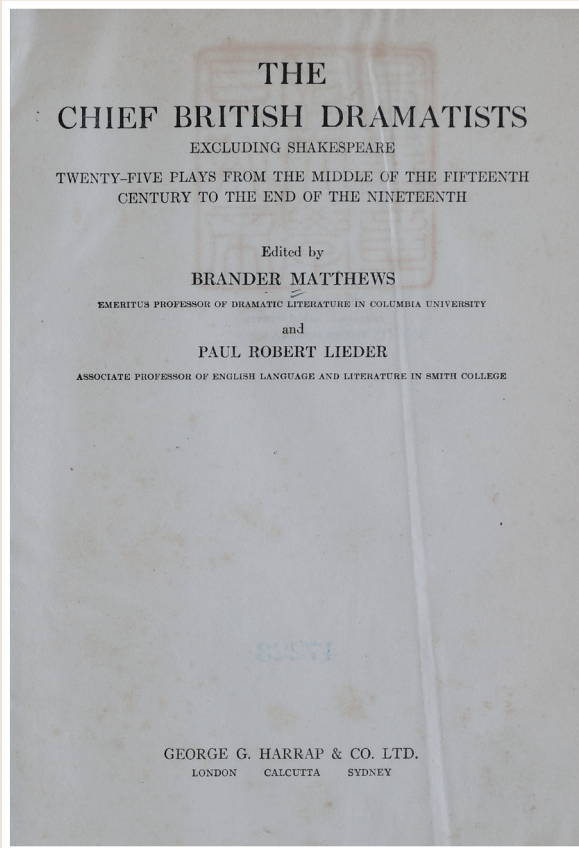 THE
CHIEF BRITISH DRAMATISTS
EXCLUDING SHAKESPEARE
TWENTY-FIVE PLAYS FROM THE MIDDLE OF THE FIFTEENTH
CENTURY TO THE END OF THE NINETEENTH
Edited by
BRANDER MATTHEWS
EMERITUS PROFESSOR OF DRAMATIC LITERATURE IN COLUMBIA UNIVERSITY
and
PAUL ROBERT LIEDER
ASSOCIATE PROFESSOR OF ENGLISH LANGUAGE AND LITERATURE IN SMITH COLLEGE
GEORGE G. HARRAP & CO. LTD.
LONDON CALCUTTA SYDNEY